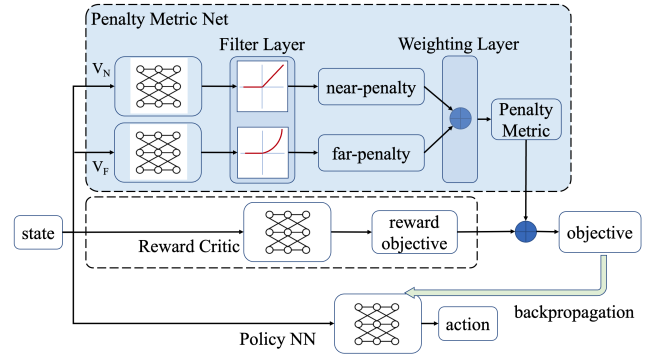 Penalty Metric Net
Filter Layer
Weighting Layer
V_N
near-penalty
Penalty
Metric
V_F
far-penalty
state
Reward Critic
reward
objective
objective
backpropagation
Policy NN
action